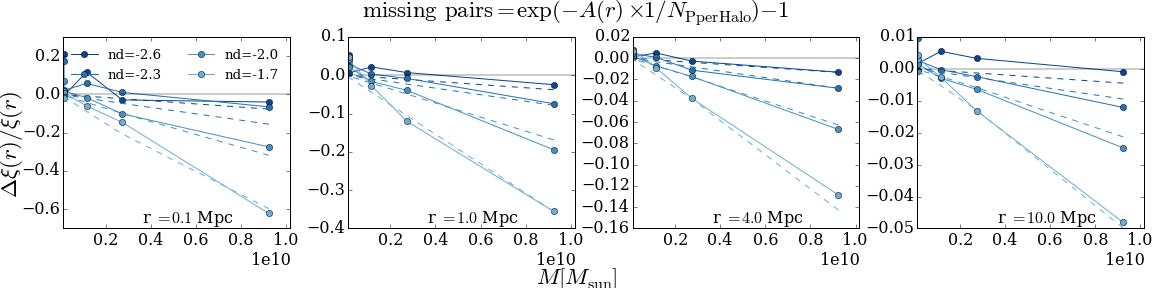 missing pairs = exp(−A(r) × 1/N_PperHalo) − 1
Δξ(r)/ξ(r)
0.2
0.0
−0.2
−0.4
−0.6
nd=-2.6
nd=-2.3
nd=-2.0
nd=-1.7
r = 0.1 Mpc
0.2 0.4 0.6 0.8 1.0
1e10
0.1
0.0
−0.1
−0.2
−0.3
−0.4
r = 1.0 Mpc
0.2 0.4 0.6 0.8 1.0
1e10
0.02
0.00
−0.02
−0.04
−0.06
−0.08
−0.10
−0.12
−0.14
−0.16
r = 4.0 Mpc
0.2 0.4 0.6 0.8 1.0
1e10
0.01
0.00
−0.01
−0.02
−0.03
−0.04
−0.05
r = 10.0 Mpc
0.2 0.4 0.6 0.8 1.0
1e10
M[M_sun]